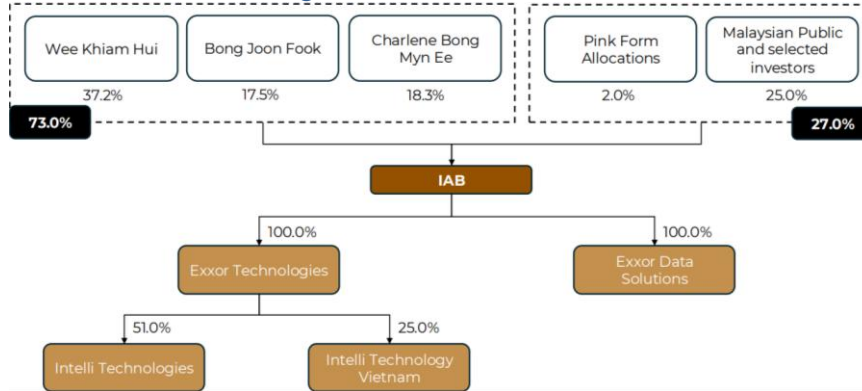 Wee Khiam Hui
Bong Joon Fook
Charlene Bong
Myn Ee
Pink Form
Allocations
Malaysian Public
and selected
investors
37.2%
17.5%
18.3%
2.0%
25.0%
73.0%
27.0%
IAB
100.0%
100.0%
Exxor Technologies
Exxor Data
Solutions
51.0%
25.0%
Intelli Technologies
Intelli Technology
Vietnam